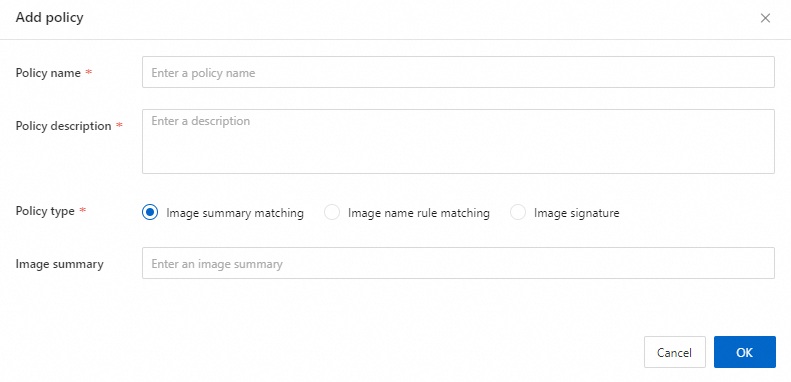 Add policy
Policy name *
Enter a policy name
Policy description *
Enter a description
Policy type *
Image summary matching
Image name rule matching
Image signature
Image summary
Enter an image summary
Cancel
OK